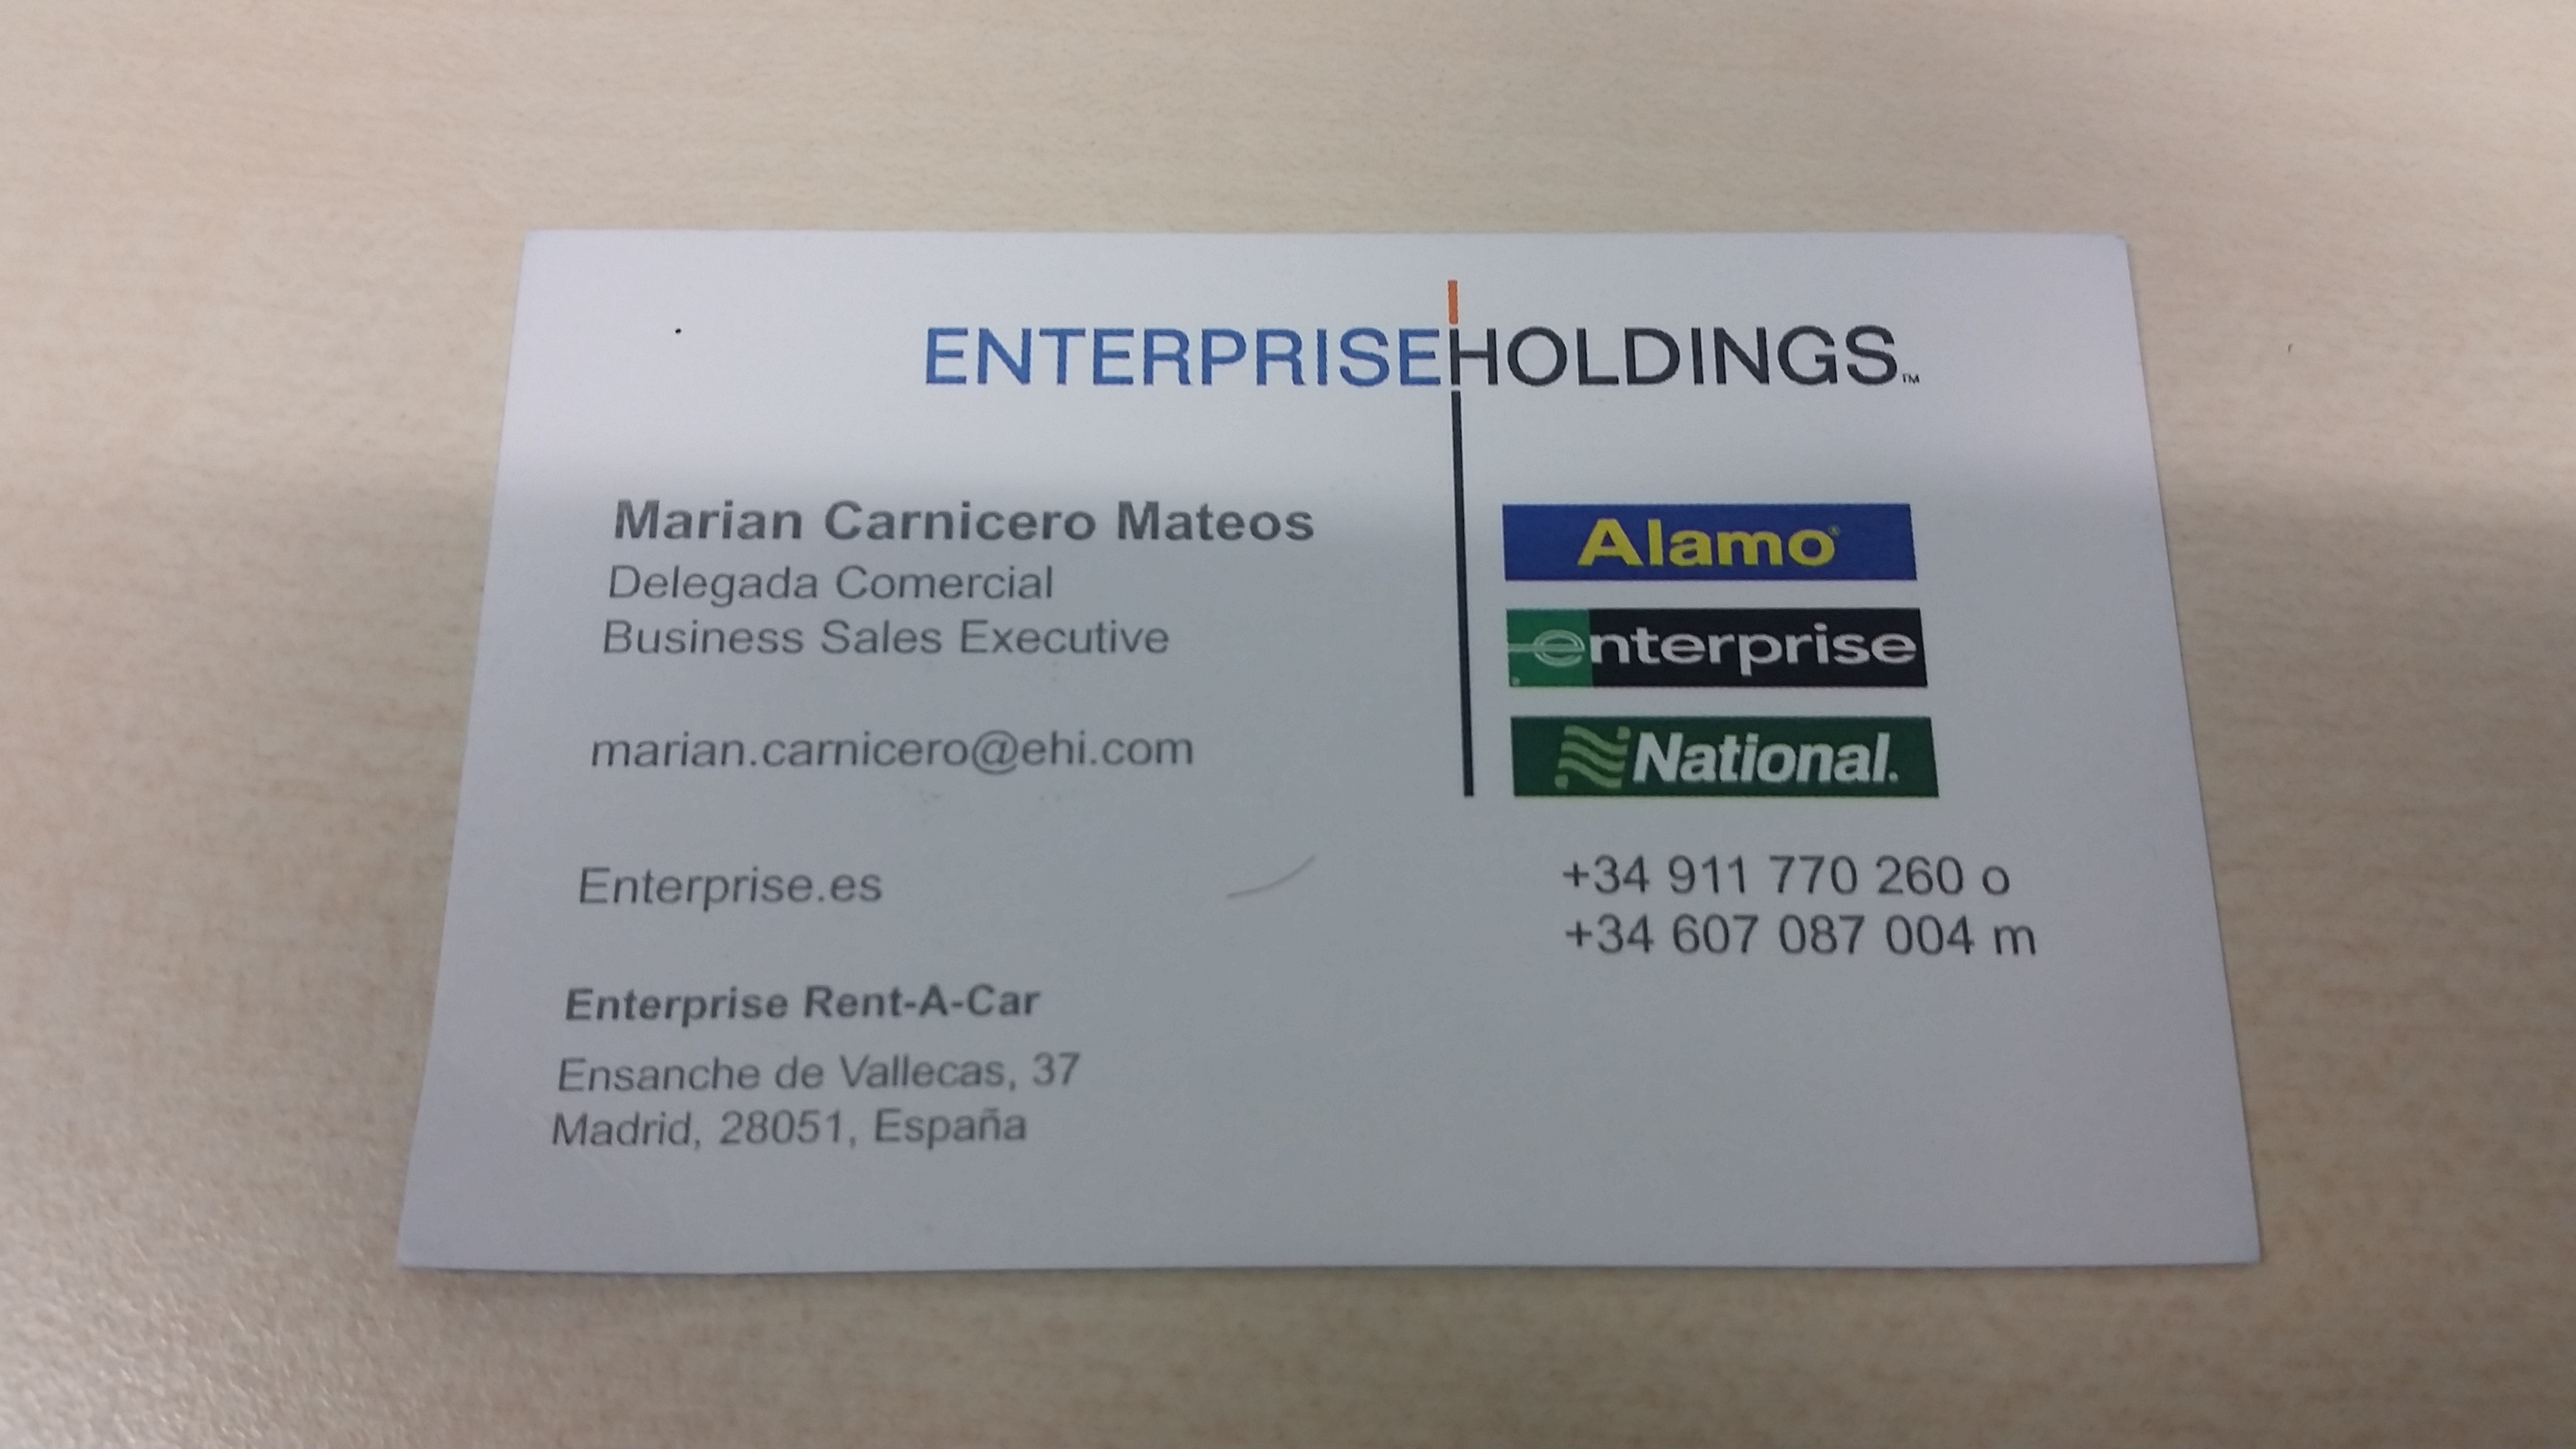 ENTERPRISEHOLDINGS™
Marian Carnicero Mateos
Delegada Comercial
Business Sales Executive
marian.carnicero@ehi.com
Enterprise.es
Enterprise Rent-A-Car
Ensanche de Vallecas, 37
Madrid, 28051, España
Alamo®
enterprise
National.
+34 911 770 260 o
+34 607 087 004 m